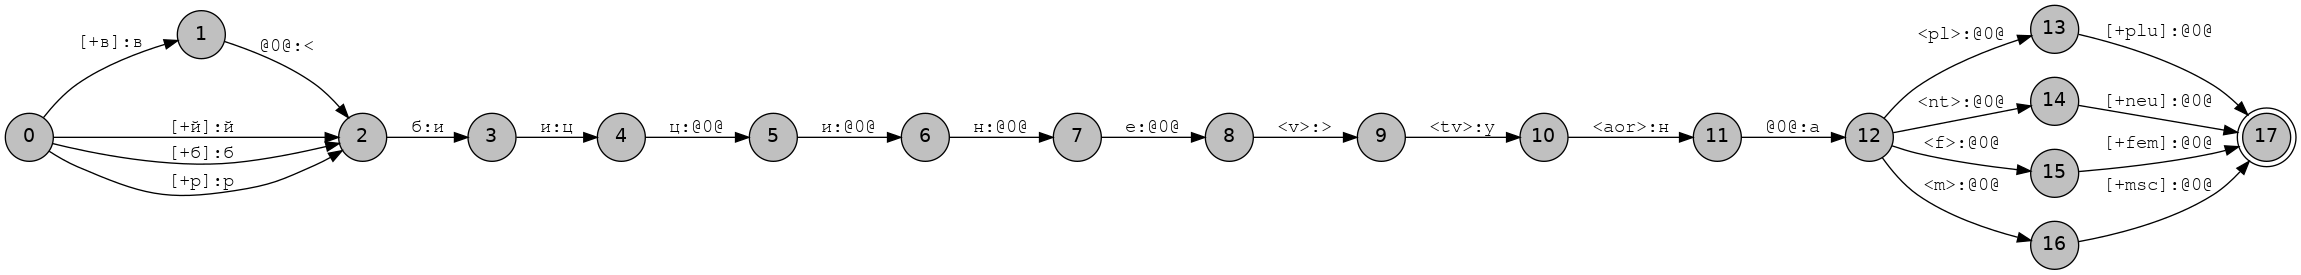 0
[+в]:в
1
@0@:<
[+й]:й
[+б]:б
[+р]:р
2
б:и
3
и:ц
4
ц:@0@
5
и:@0@
6
н:@0@
7
е:@0@
8
<v>:>
9
<tv>:у
10
<aor>:н
11
@0@:а
12
<pl>:@0@
13
[+plu]:@0@
<nt>:@0@
14
[+neu]:@0@
<f>:@0@
15
[+fem]:@0@
<m>:@0@
16
[+msc]:@0@
17